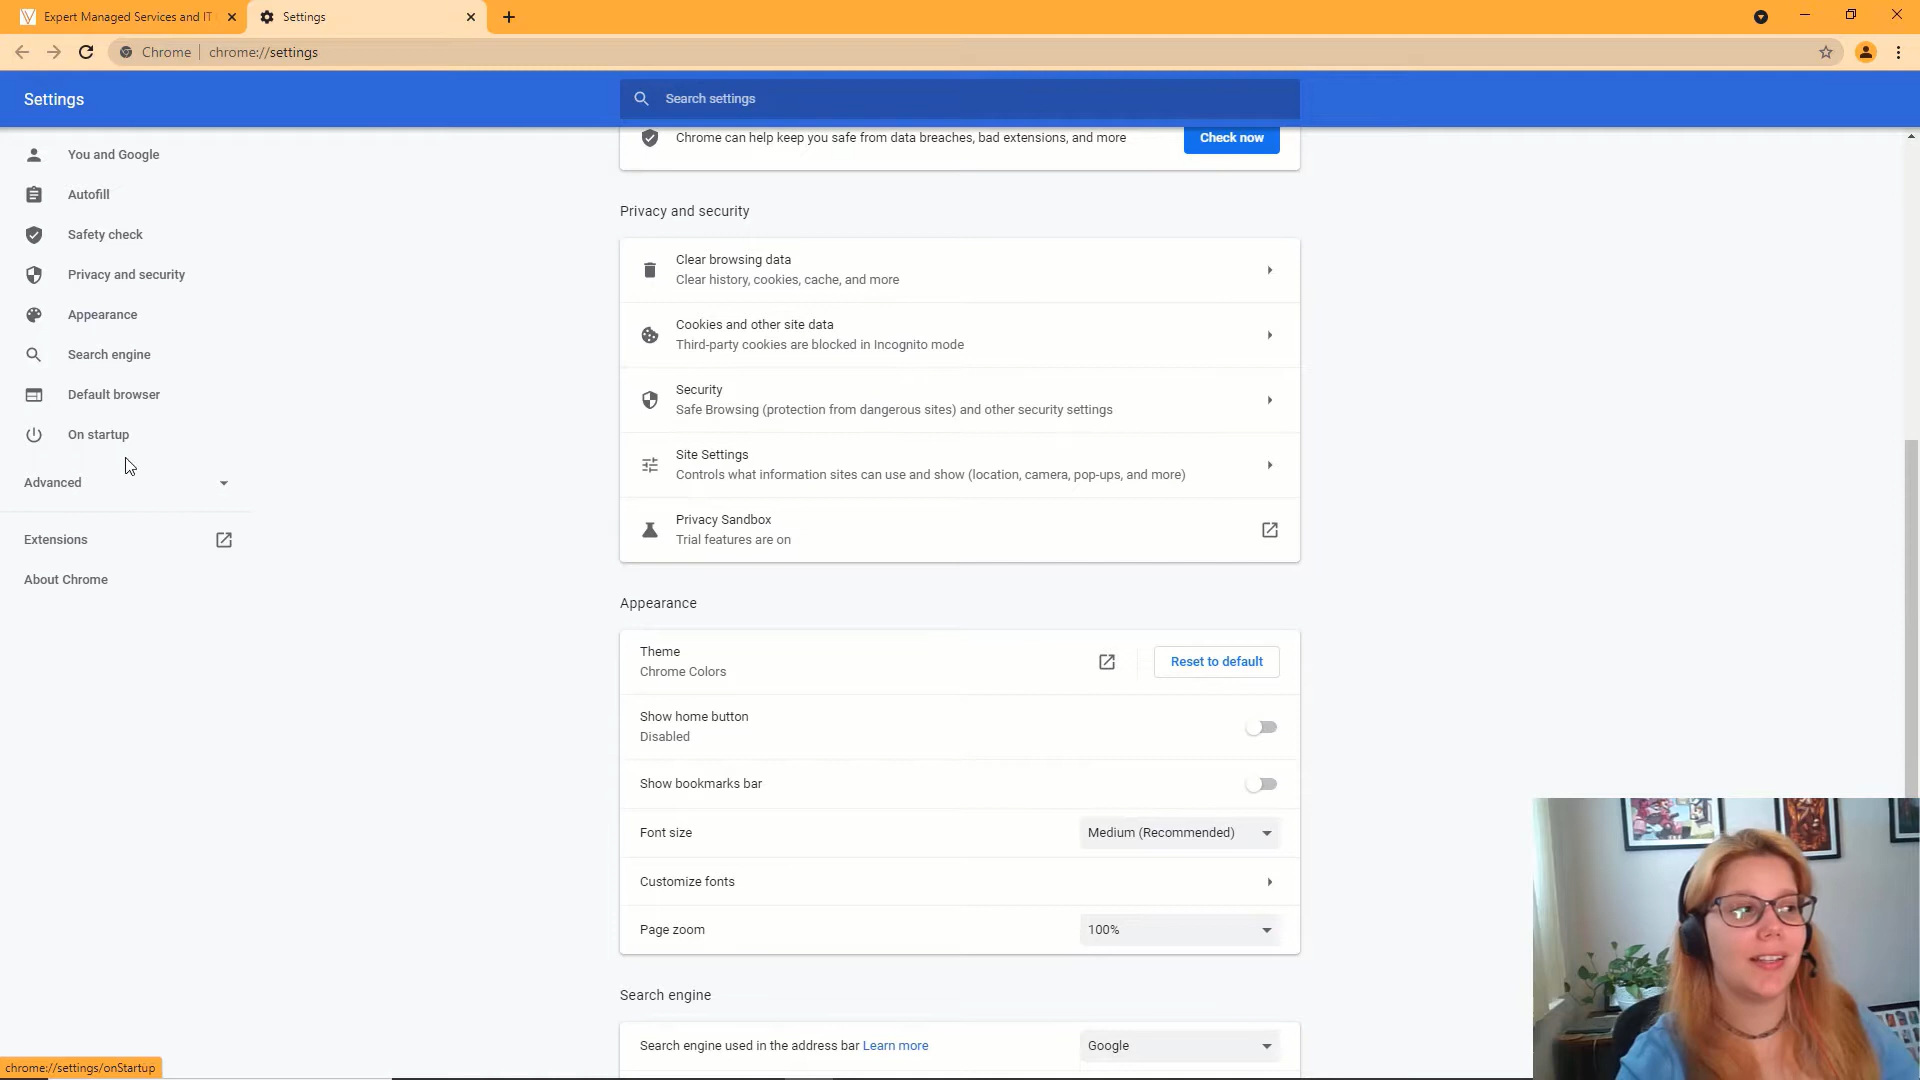 Expert Managed Services and IT
Settings
Chrome
chrome://settings
Settings
Search settings
You and Google
Autofill
Safety check
Privacy and security
Appearance
Search engine
Default browser
On startup
Advanced
Extensions
About Chrome
Chrome can help keep you safe from data breaches, bad extensions, and more
Check now
Privacy and security
Clear browsing data
Clear history, cookies, cache, and more
Cookies and other site data
Third-party cookies are blocked in Incognito mode
Security
Safe Browsing (protection from dangerous sites) and other security settings
Site Settings
Controls what information sites can use and show (location, camera, pop-ups, and more)
Privacy Sandbox
Trial features are on
Appearance
Theme
Chrome Colors
Reset to default
Show home button
Disabled
Show bookmarks bar
Font size
Medium (Recommended)
Customize fonts
Page zoom
100%
Search engine
Search engine used in the address bar Learn more
Google
chrome://settings/onStartup